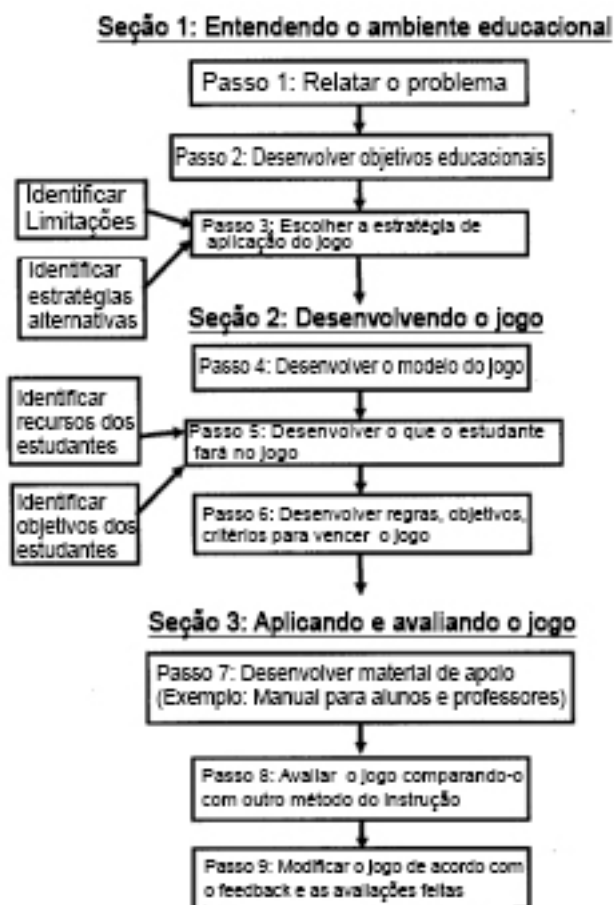 Seção 1: Entendendo o ambiente educacional
Passo 1: Relatar o problema
Passo 2: Desenvolver objetivos educacionais
Identificar
Limitações
Passo 3: Escolher a estratégia de
aplicação do jogo
Identificar
estratégias
alternativas
Seção 2: Desenvolvendo o jogo
Passo 4: Desenvolver o modelo do jogo
Identificar
recursos dos
estudantes
Passo 5: Desenvolver o que o estudante
fará no jogo
Identificar
objetivos dos
estudantes
Passo 6: Desenvolver regras, objetivos,
critérios para vencer o jogo
Seção 3: Aplicando e avaliando o jogo
Passo 7: Desenvolver material de apoio
(Exemplo: Manual para alunos e professores)
Passo 8: Avaliar o jogo comparando-o
com outro método do instrução
Passo 9: Modificar o jogo de acordo com
o feedback e as avaliações feitas